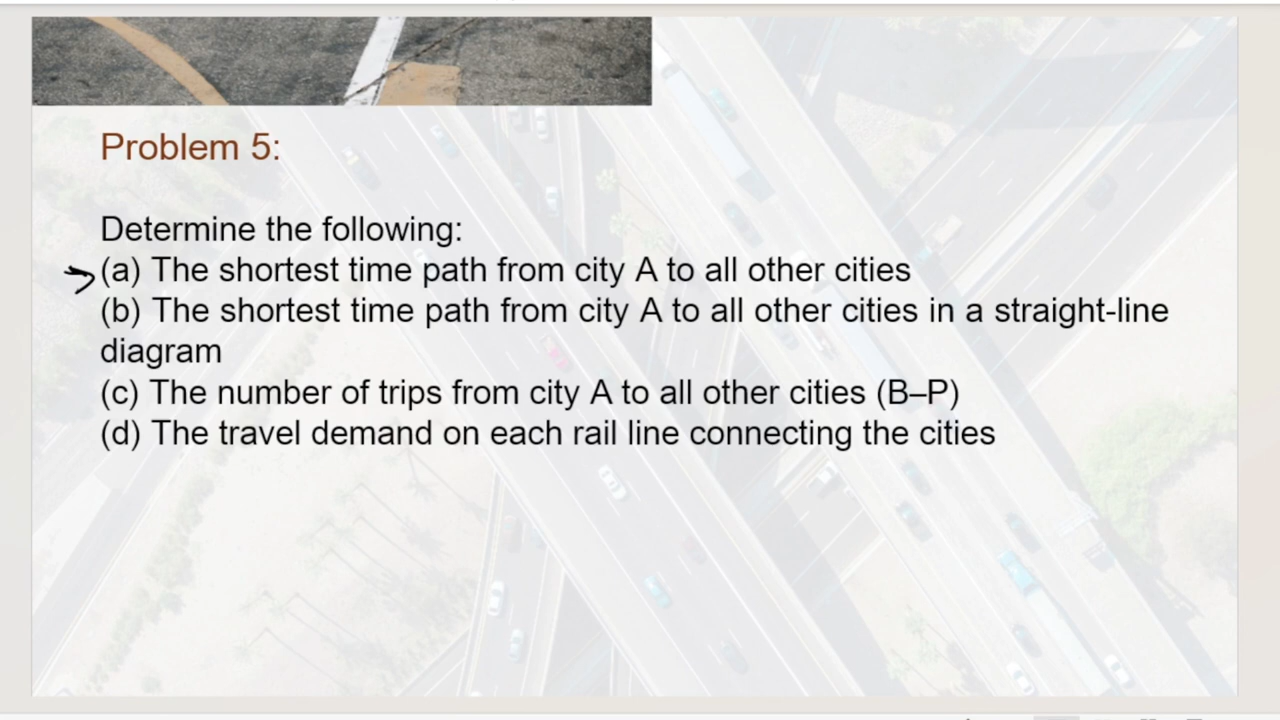 Problem 5:
Determine the following:
(a) The shortest time path from city A to all other cities
(b) The shortest time path from city A to all other cities in a straight-line
diagram
(c) The number of trips from city A to all other cities (B–P)
(d) The travel demand on each rail line connecting the cities